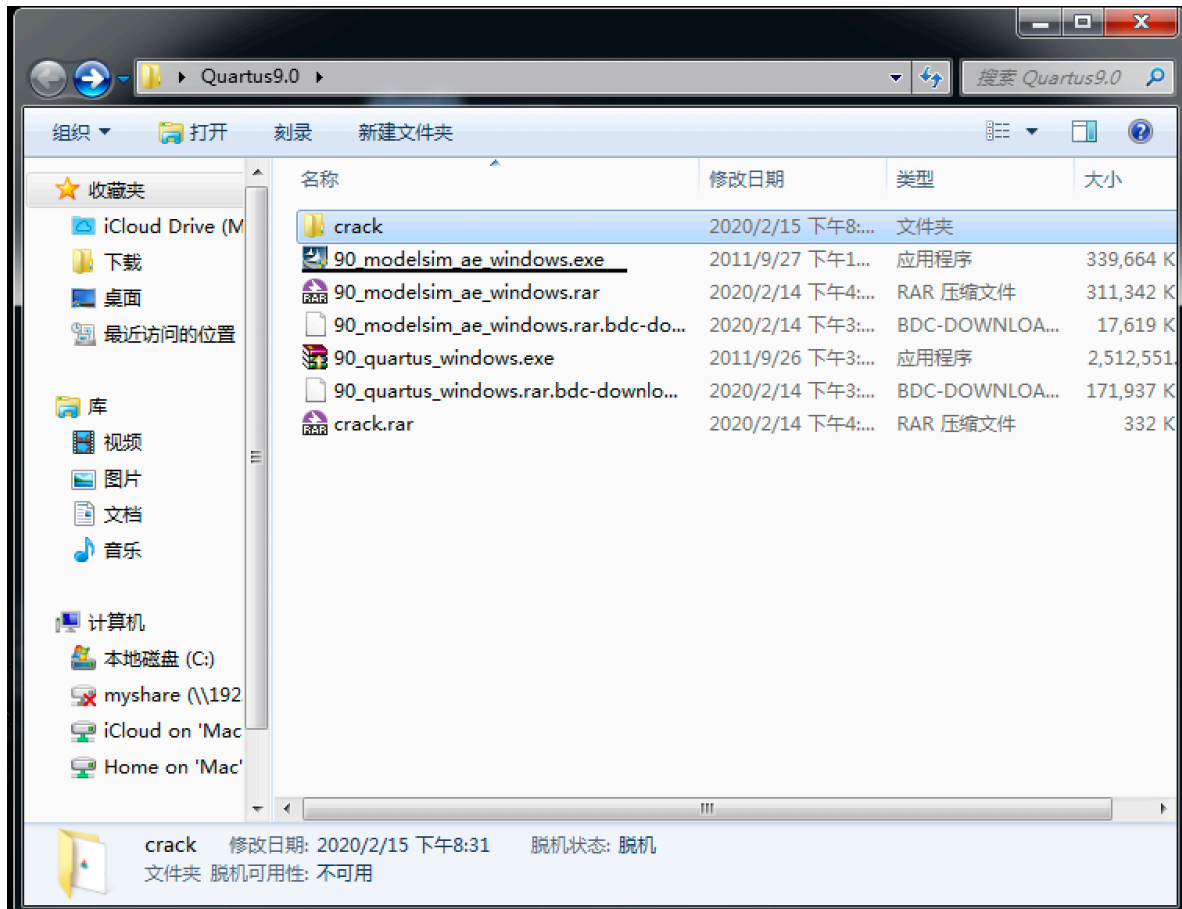 Quartus9.0
搜索 Quartus9.0
组织 打开 刻录 新建文件夹
名称 修改日期 类型 大小
收藏夹
iCloud Drive (M
下载
桌面
最近访问的位置
库
视频
图片
文档
音乐
计算机
本地磁盘 (C:)
myshare (\\192
iCloud on 'Mac
Home on 'Mac'
crack 2020/2/15 下午8:... 文件夹
90_modelsim_ae_windows.exe 2011/9/27 下午1... 应用程序 339,664 K
RAR 90_modelsim_ae_windows.rar 2020/2/14 下午4:... RAR 压缩文件 311,342 K
90_modelsim_ae_windows.rar.bdc-do... 2020/2/14 下午3:... BDC-DOWNLOA... 17,619 K
90_quartus_windows.exe 2011/9/26 下午3:... 应用程序 2,512,551.
90_quartus_windows.rar.bdc-downlo... 2020/2/14 下午3:... BDC-DOWNLOA... 171,937 K
RAR crack.rar 2020/2/14 下午4:... RAR 压缩文件 332 K
crack 修改日期: 2020/2/15 下午8:31 脱机状态: 脱机
文件夹 脱机可用性: 不可用